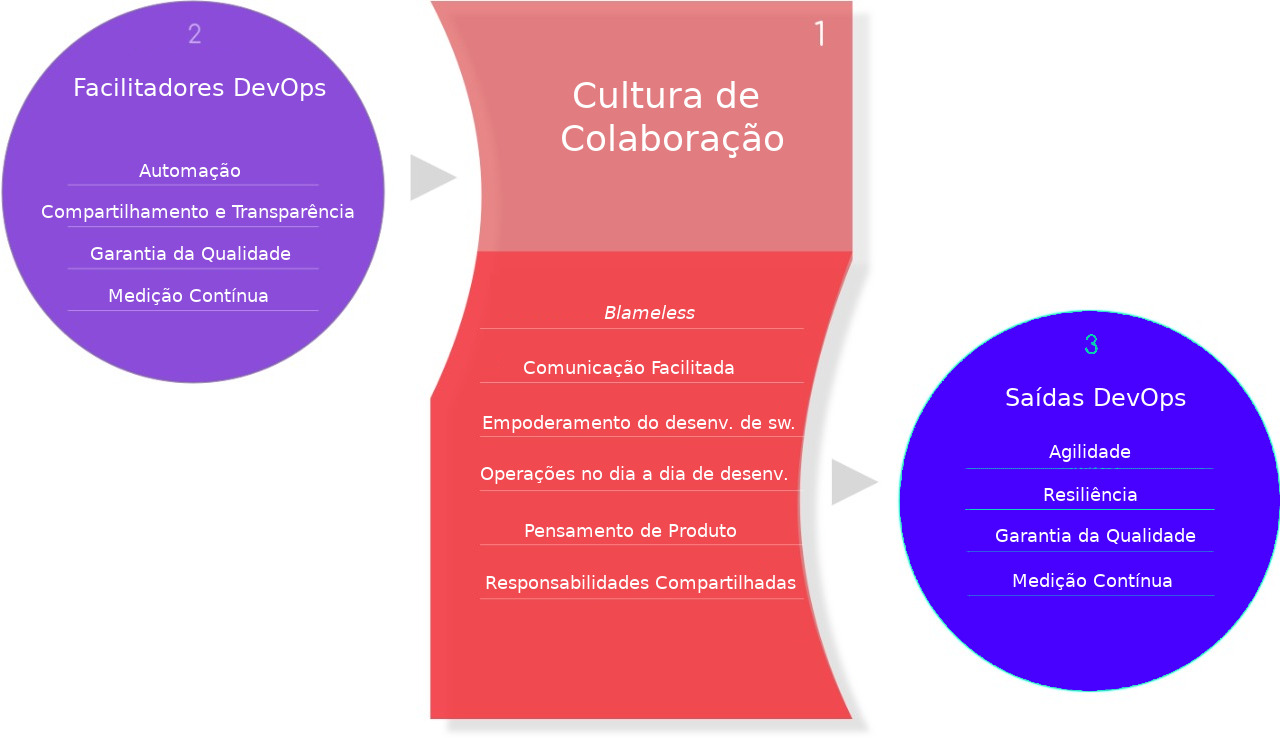 2
Facilitadores DevOps
Automação
Compartilhamento e Transparência
Garantia da Qualidade
Medição Contínua
1
Cultura de
Colaboração
Blameless
Comunicação Facilitada
Empoderamento do desenv. de sw.
Operações no dia a dia de desenv.
Pensamento de Produto
Responsabilidades Compartilhadas
3
Saídas DevOps
Agilidade
Resiliência
Garantia da Qualidade
Medição Contínua